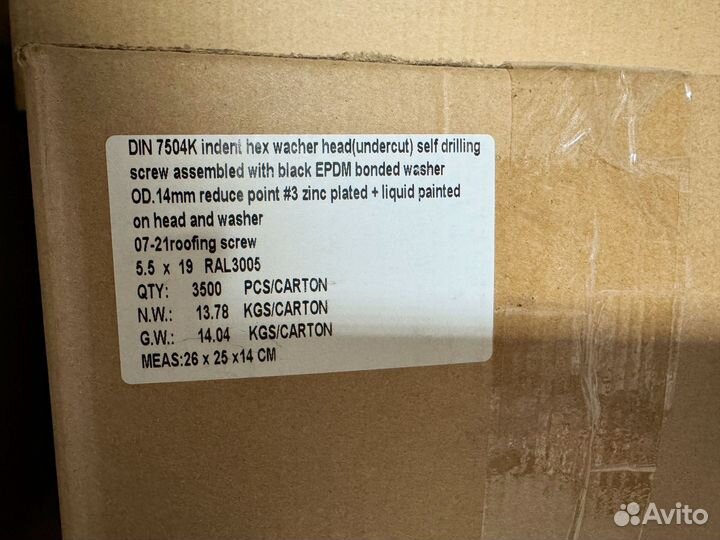 DIN 7504K indent hex wacher head(undercut) self drilling
screw assembled with black EPDM bonded washer
OD.14mm reduce point #3 zinc plated + liquid painted
on head and washer
07-21roofing screw
5.5 x 19 RAL3005
QTY: 3500 PCS/CARTON
N.W.: 13.78 KGS/CARTON
G.W.: 14.04 KGS/CARTON
MEAS:26 x 25 x14 CM
Avito